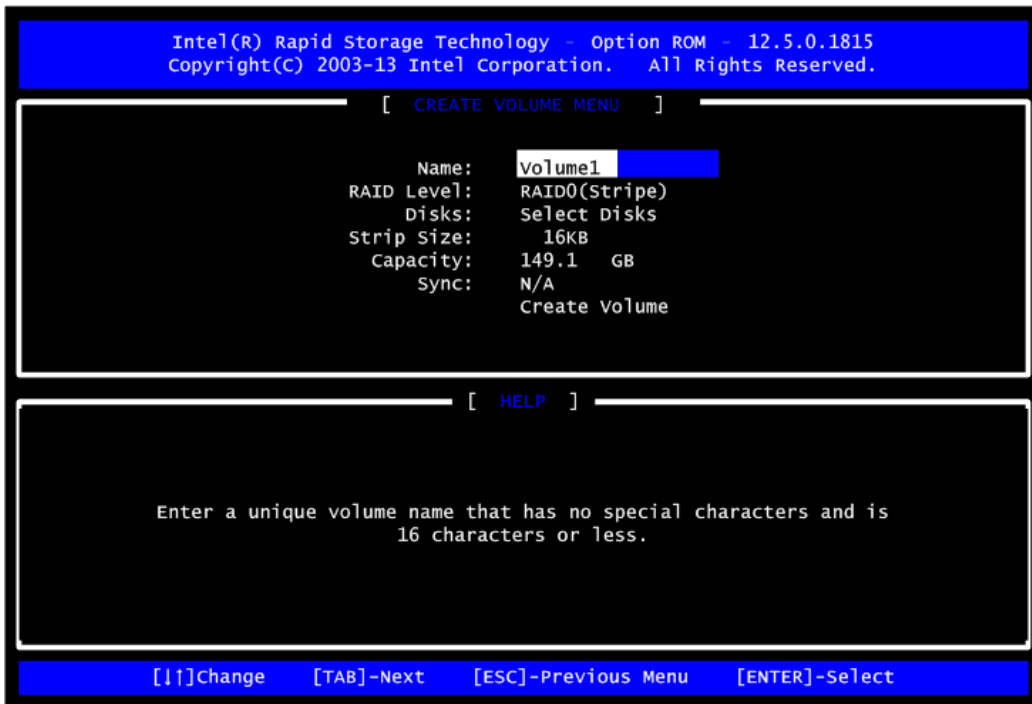 Intel(R) Rapid Storage Technology - Option ROM - 12.5.0.1815
Copyright(C) 2003-13 Intel Corporation. All Rights Reserved.
[ CREATE VOLUME MENU ]
Name: Volume1
RAID Level: RAID0(Stripe)
Disks: Select Disks
Strip Size: 16KB
Capacity: 149.1 GB
Sync: N/A
Create Volume
[ HELP ]
Enter a unique volume name that has no special characters and is
16 characters or less.
[↓↑]Change [TAB]-Next [ESC]-Previous Menu [ENTER]-Select